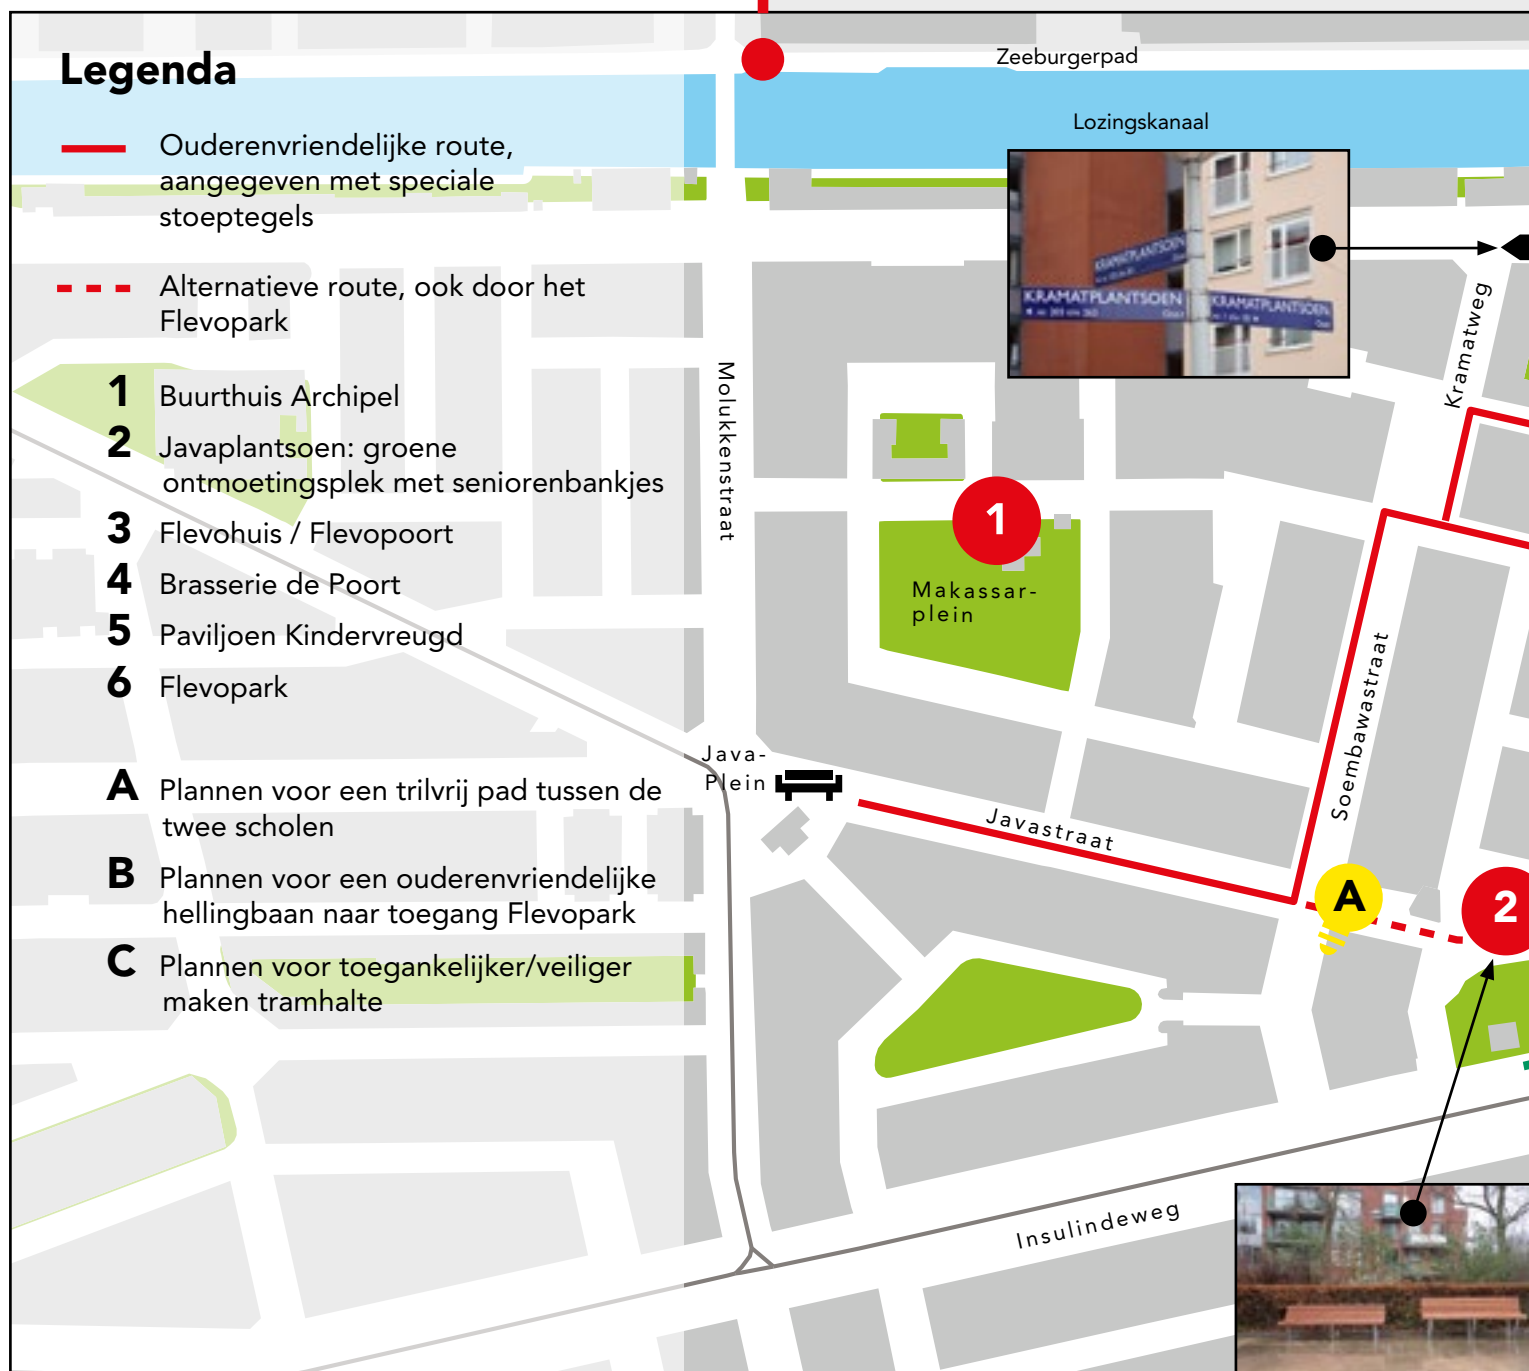 Legenda
Ouderenvriendelijke route,
aangegeven met speciale
stoeptegels
Alternatieve route, ook door het
Flevopark
1 Buurthuis Archipel
2 Javaplantsoen: groene
ontmoetingsplek met seniorenbankjes
3 Flevohuis / Flevopoort
4 Brasserie de Poort
5 Paviljoen Kindervreugd
6 Flevopark
A Plannen voor een trilvrij pad tussen de
twee scholen
B Plannen voor een ouderenvriendelijke
hellingbaan naar toegang Flevopark
C Plannen voor toegankelijker/veiliger
maken tramhalte
Zeeburgerpad
Lozingskanaal
KRAMATPLANTSOEN
KRAMATPLANTSOEN
KRAMATPLANTSOEN
Kramatweg
Molukkenstraat
1
Makassar-
plein
Soembawastraat
Java-
Plein
Javastraat
A
2
Insulindeweg